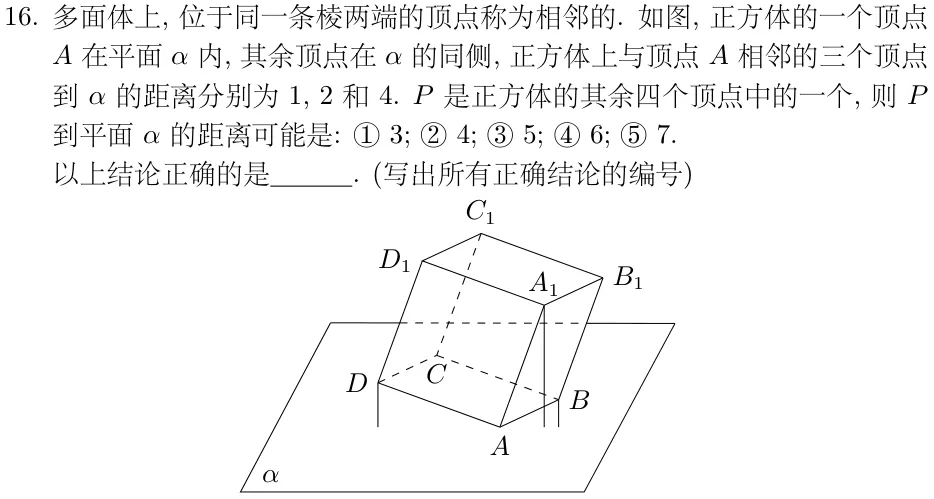 16. 多面体上, 位于同一条棱两端的顶点称为相邻的. 如图, 正方体的一个顶点
A 在平面 α 内, 其余顶点在 α 的同侧, 正方体上与顶点 A 相邻的三个顶点
到 α 的距离分别为 1, 2 和 4. P 是正方体的其余四个顶点中的一个, 则 P
到平面 α 的距离可能是: ① 3; ② 4; ③ 5; ④ 6; ⑤ 7.
以上结论正确的是______. (写出所有正确结论的编号)
C₁
D₁
A₁
B₁
C
D
B
A
α